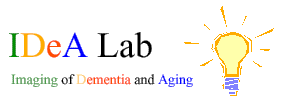 IDeA Lab
Imaging of Dementia and Aging